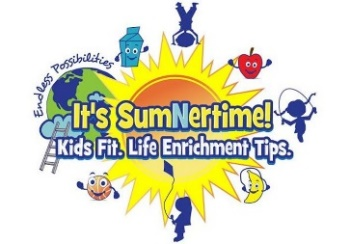 Endless Possibilities
It's SumNertime!
Kids Fit. Life Enrichment Tips.